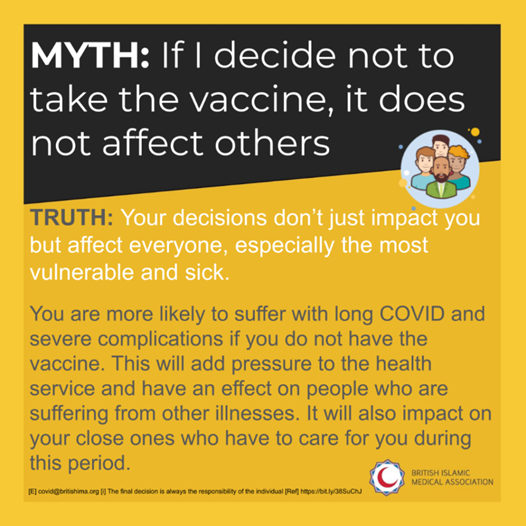 MYTH: If I decide not to
take the vaccine, it does
not affect others
TRUTH: Your decisions don't just impact you
but affect everyone, especially the most
vulnerable and sick.
You are more likely to suffer with long COVID and
severe complications if you do not have the
vaccine. This will add pressure to the health
service and have an effect on people who are
suffering from other illnesses. It will also impact on
your close ones who have to care for you during
this period.
BRITISH ISLAMIC
MEDICAL ASSOCIATION
[E] covid@britishima.org [i] The final decision is always the responsibility of the individual [Ref] https://bit.ly/38SuChJ